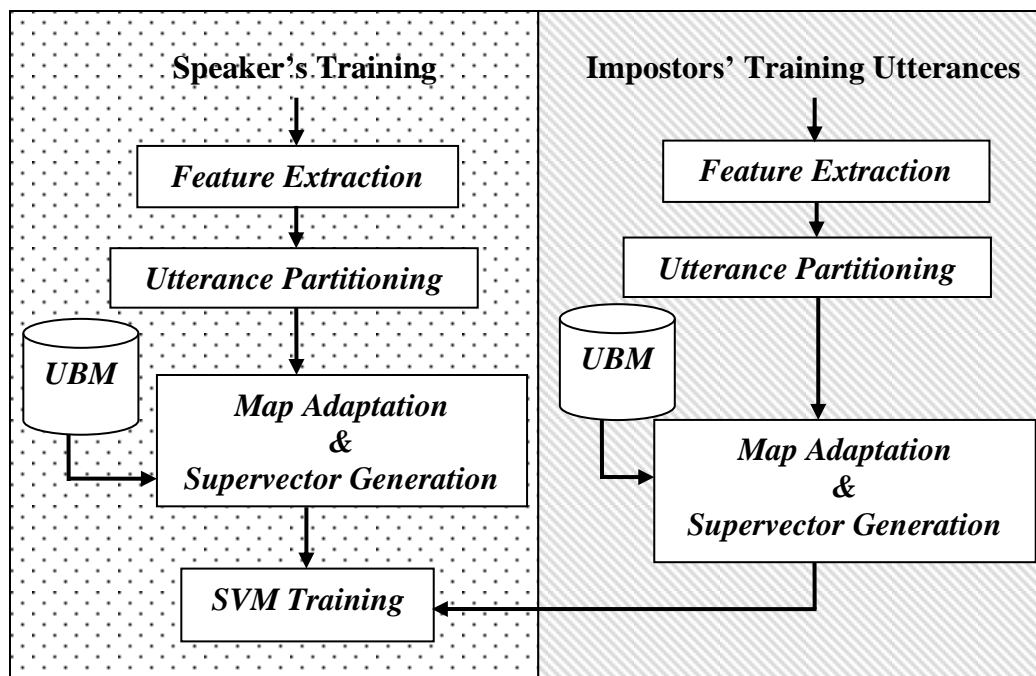 Speaker's Training
Feature Extraction
Utterance Partitioning
UBM
Map Adaptation
&
Supervector Generation
SVM Training
Impostors' Training Utterances
Feature Extraction
Utterance Partitioning
UBM
Map Adaptation
&
Supervector Generation